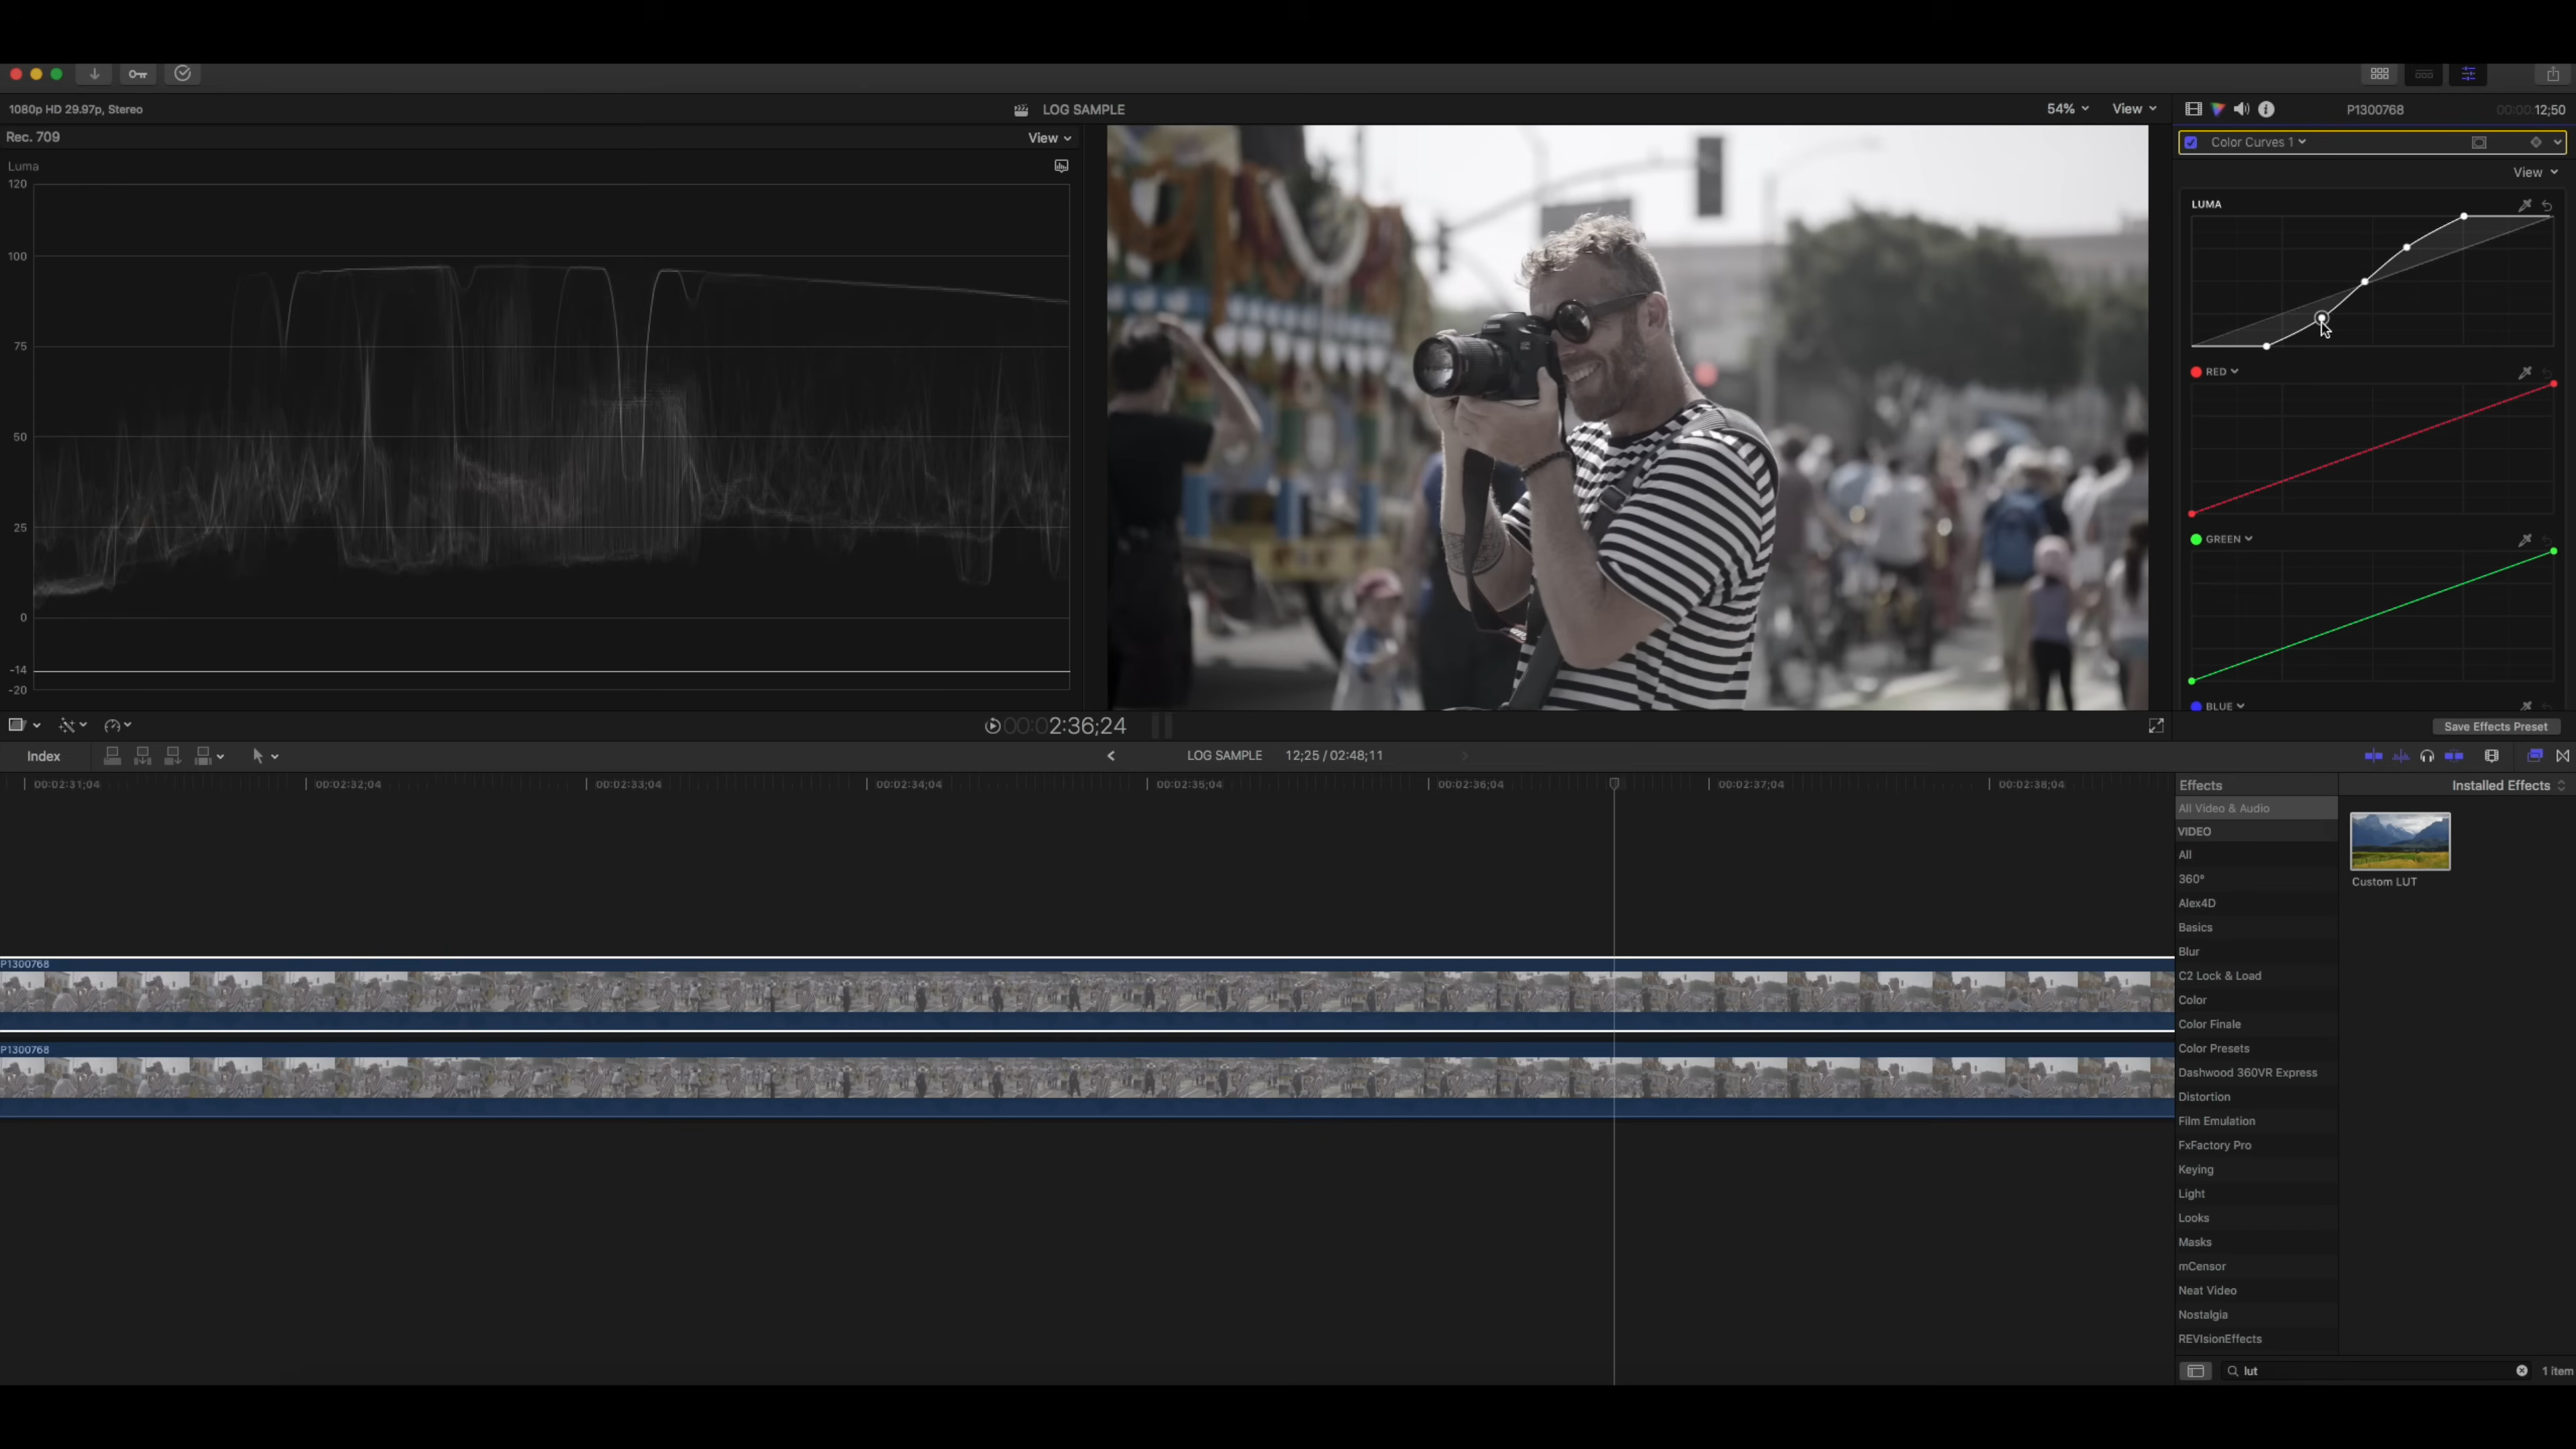 1080p HD 29.97p, Stereo
LOG SAMPLE
54%
View
P1300768
00:00:12;50
Rec. 709
View
Color Curves 1
View
Luma
120
100
75
50
25
0
-14
-20
LUMA
RED
GREEN
BLUE
00:02:36;24
Save Effects Preset
Index
LOG SAMPLE
12;25 / 02:48;11
00:02:31;04
00:02:32;04
00:02:33;04
00:02:34;04
00:02:35;04
00:02:36;04
00:02:37;04
00:02:38;04
P1300768
P1300768
Effects
Installed Effects
All Video & Audio
VIDEO
All
360°
Alex4D
Basics
Blur
C2 Lock & Load
Color
Color Finale
Color Presets
Dashwood 360VR Express
Distortion
Film Emulation
FxFactory Pro
Keying
Light
Looks
Masks
mCensor
Neat Video
Nostalgia
REVisionEffects
Custom LUT
lut
1 item